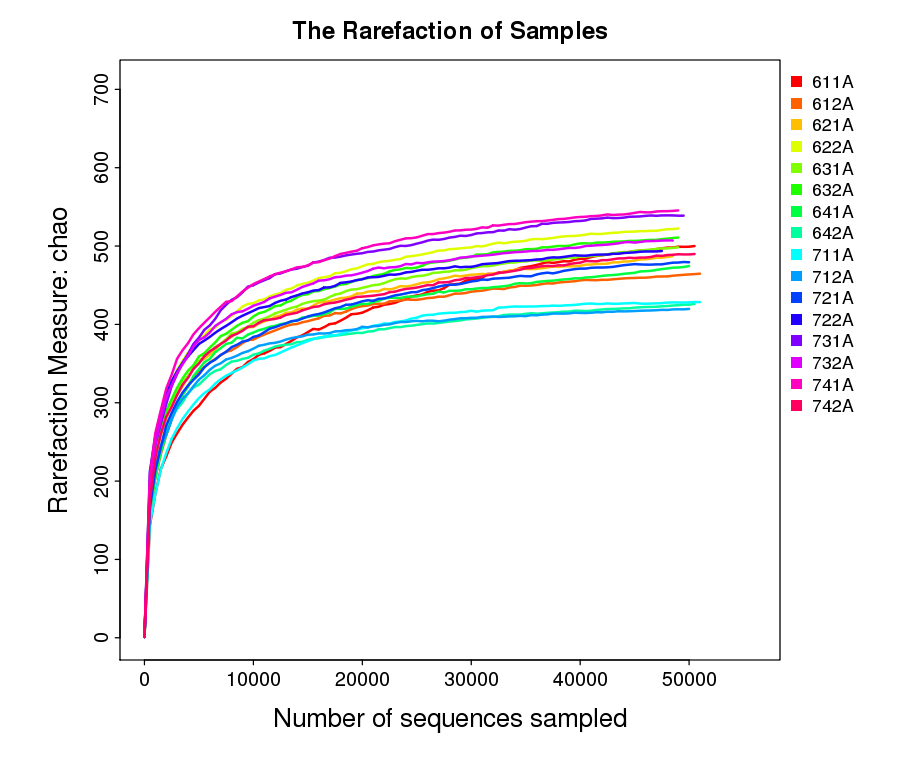 The Rarefaction of Samples
Rarefaction Measure: chao
700
600
500
400
300
200
100
0
0 10000 20000 30000 40000 50000
Number of sequences sampled
611A
612A
621A
622A
631A
632A
641A
642A
711A
712A
721A
722A
731A
732A
741A
742A